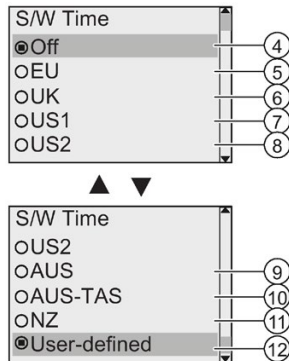 S/W Time
Off 4
EU 5
UK 6
US1 7
US2 8
S/W Time
US2
AUS 9
AUS-TAS 10
NZ 11
User-defined 12